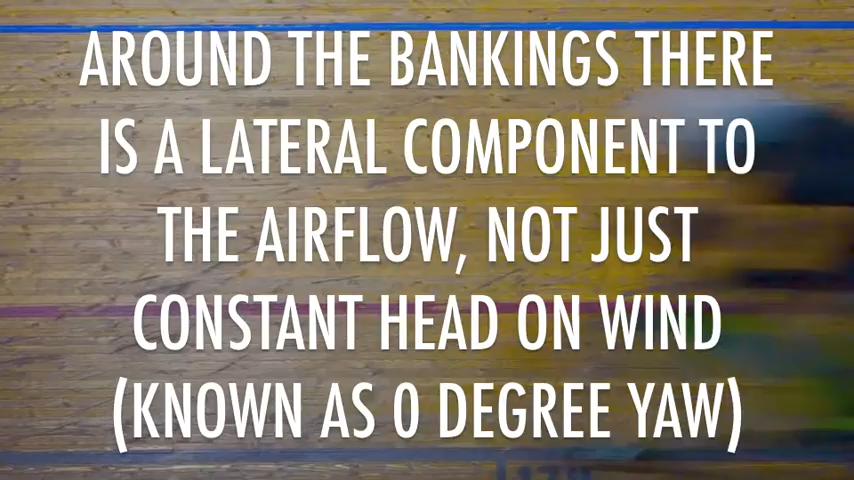 AROUND THE BANKINGS THERE
IS A LATERAL COMPONENT TO
THE AIRFLOW, NOT JUST
CONSTANT HEAD ON WIND
(KNOWN AS 0 DEGREE YAW)